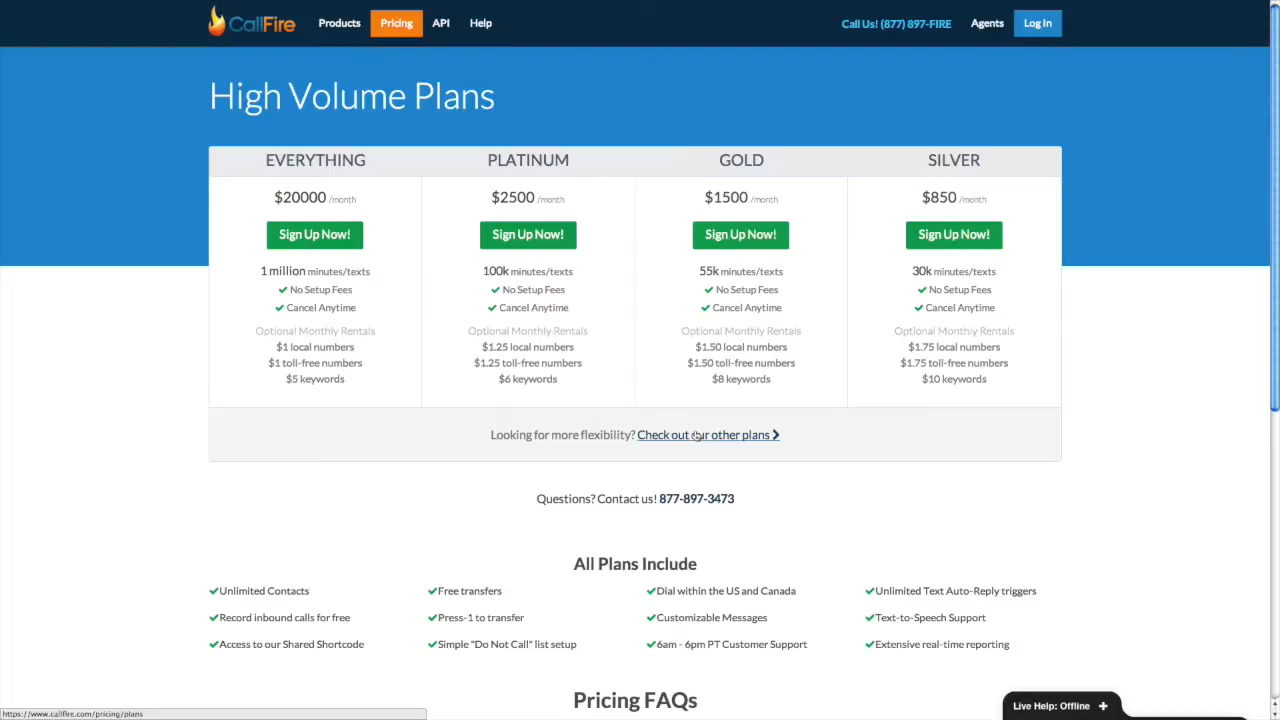 CallFire Products Pricing API Help Call Us! (877) 897-FIRE Agents Log In
High Volume Plans
EVERYTHING PLATINUM GOLD SILVER
$20000 /month $2500 /month $1500 /month $850 /month
Sign Up Now! Sign Up Now! Sign Up Now! Sign Up Now!
1 million minutes/texts 100k minutes/texts 55k minutes/texts 30k minutes/texts
No Setup Fees No Setup Fees No Setup Fees No Setup Fees
Cancel Anytime Cancel Anytime Cancel Anytime Cancel Anytime
Optional Monthly Rentals Optional Monthly Rentals Optional Monthly Rentals Optional Monthly Rentals
$1 local numbers $1.25 local numbers $1.50 local numbers $1.75 local numbers
$1 toll-free numbers $1.25 toll-free numbers $1.50 toll-free numbers $1.75 toll-free numbers
$5 keywords $6 keywords $8 keywords $10 keywords
Looking for more flexibility? Check out our other plans
Questions? Contact us! 877-897-3473
All Plans Include
Unlimited Contacts Free transfers Dial within the US and Canada Unlimited Text Auto-Reply triggers
Record inbound calls for free Press-1 to transfer Customizable Messages Text-to-Speech Support
Access to our Shared Shortcode Simple "Do Not Call" list setup 6am - 6pm PT Customer Support Extensive real-time reporting
Pricing FAQs
Live Help: Offline +
https://www.callfire.com/pricing/plans